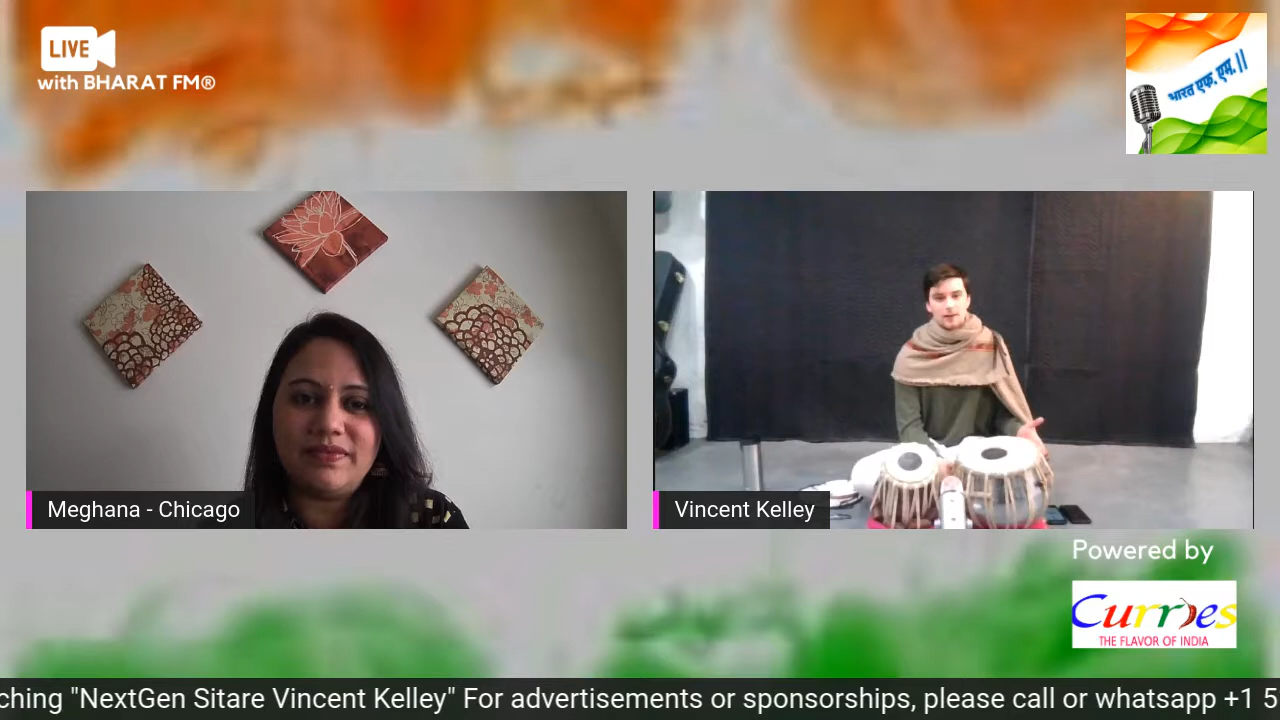 LIVE
with BHARAT FM®
भारत एफ. एम. ||
Meghana - Chicago
Vincent Kelley
Powered by
Curries
THE FLAVOR OF INDIA
ching "NextGen Sitare Vincent Kelley" For advertisements or sponsorships, please call or whatsapp +1 5